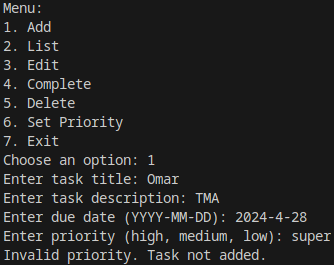 Menu:
1. Add
2. List
3. Edit
4. Complete
5. Delete
6. Set Priority
7. Exit
Choose an option: 1
Enter task title: Omar
Enter task description: TMA
Enter due date (YYYY-MM-DD): 2024-4-28
Enter priority (high, medium, low): super
Invalid priority. Task not added.